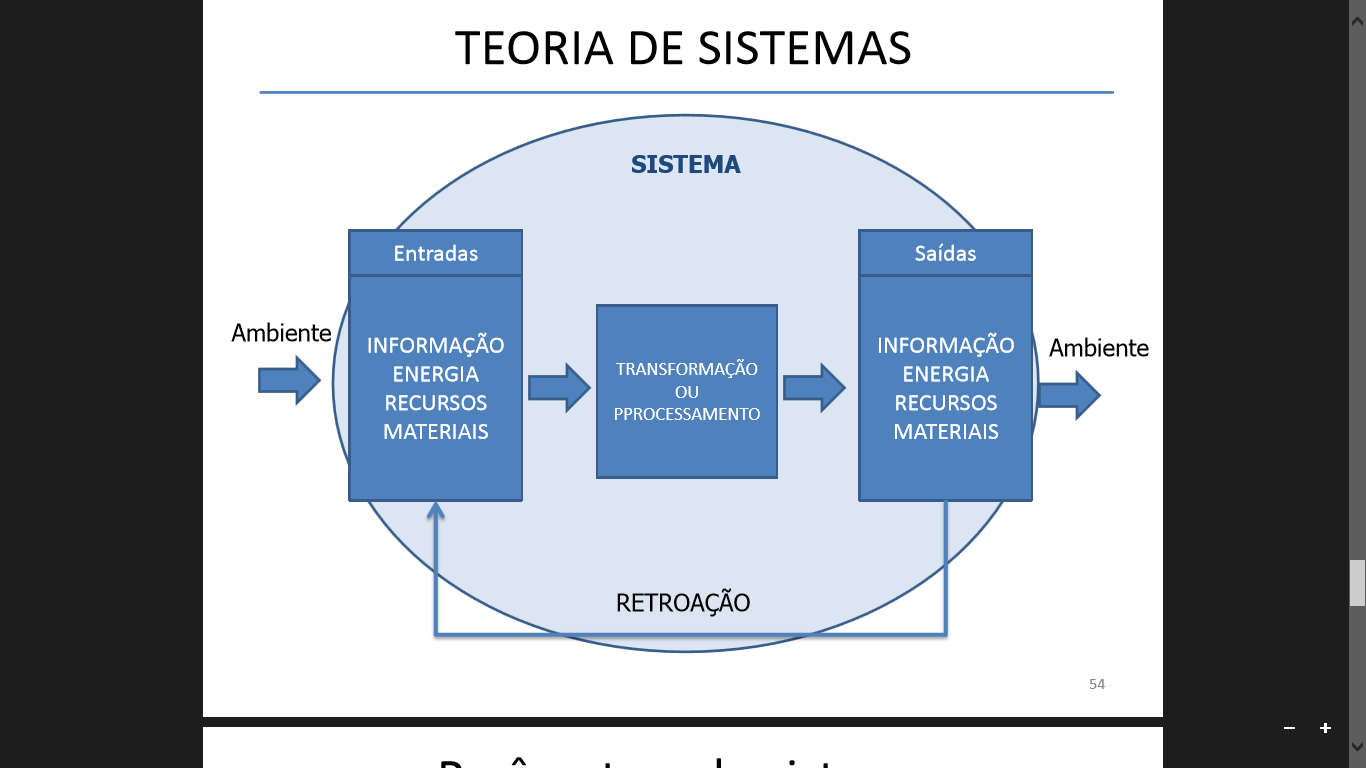 TEORIA DE SISTEMAS
SISTEMA
Entradas
INFORMAÇÃO
ENERGIA
RECURSOS
MATERIAIS
Ambiente
TRANSFORMAÇÃO
OU
PPROCESSAMENTO
Saídas
INFORMAÇÃO
ENERGIA
RECURSOS
MATERIAIS
Ambiente
RETROAÇÃO
54